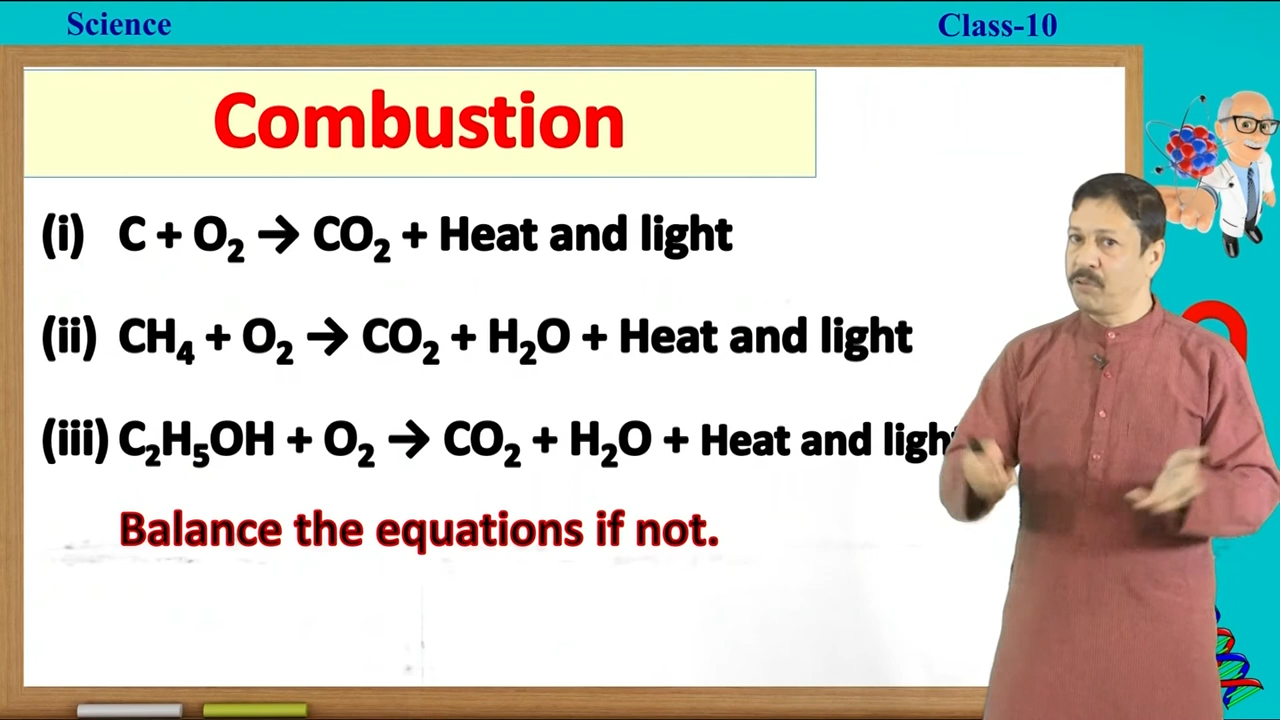 Science
Class-10
Combustion
(i) C + O₂ → CO₂ + Heat and light
(ii) CH₄ + O₂ → CO₂ + H₂O + Heat and light
(iii) C₂H₅OH + O₂ → CO₂ + H₂O + Heat and light
Balance the equations if not.